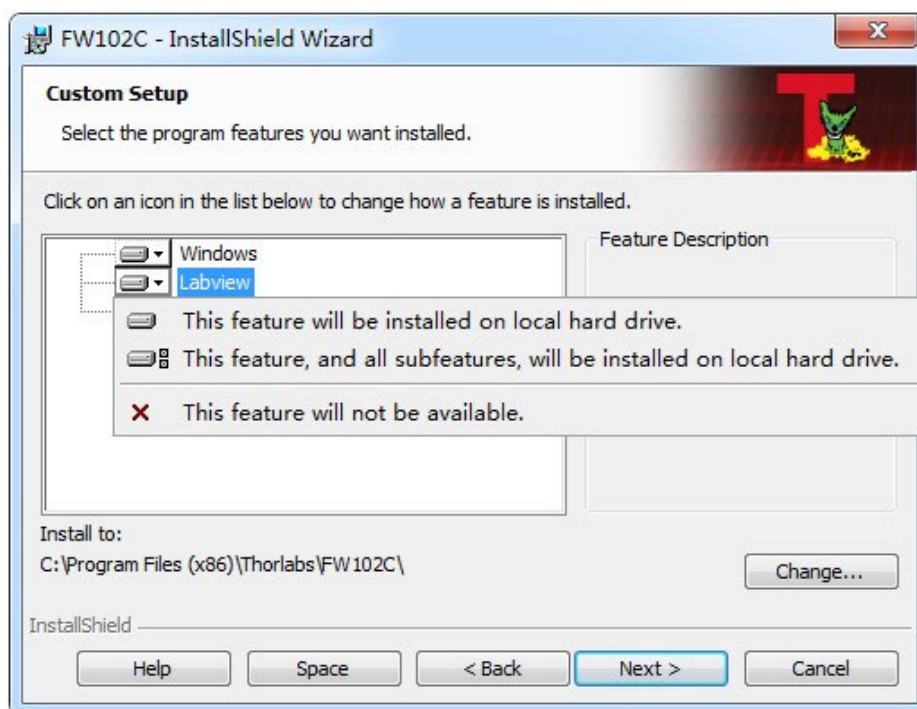 FW102C - InstallShield Wizard
X
Custom Setup
Select the program features you want installed.
Click on an icon in the list below to change how a feature is installed.
Windows
Feature Description
Labview
This feature will be installed on local hard drive.
This feature, and all subfeatures, will be installed on local hard drive.
This feature will not be available.
Install to:
C:\Program Files (x86)\Thorlabs\FW102C\
Change...
InstallShield
Help
Space
< Back
Next >
Cancel